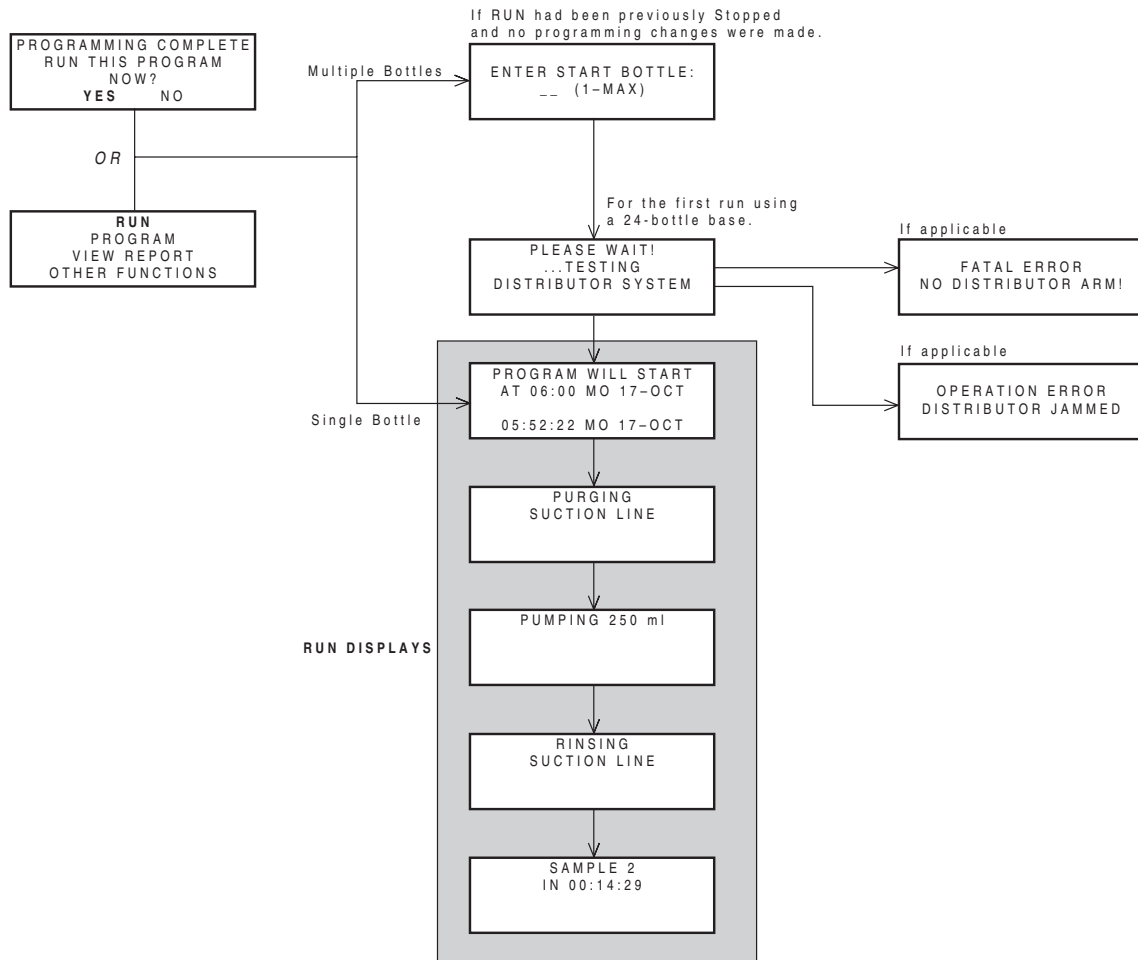 If RUN had been previously Stopped
and no programming changes were made.
PROGRAMMING COMPLETE
RUN THIS PROGRAM
NOW?
YES NO
OR
RUN
PROGRAM
VIEW REPORT
OTHER FUNCTIONS
Multiple Bottles
ENTER START BOTTLE:
__ (1–MAX)
For the first run using
a 24-bottle base.
PLEASE WAIT!
...TESTING
DISTRIBUTOR SYSTEM
If applicable
FATAL ERROR
NO DISTRIBUTOR ARM!
If applicable
OPERATION ERROR
DISTRIBUTOR JAMMED
Single Bottle
PROGRAM WILL START
AT 06:00 MO 17–OCT
05:52:22 MO 17–OCT
PURGING
SUCTION LINE
RUN DISPLAYS
PUMPING 250 ml
RINSING
SUCTION LINE
SAMPLE 2
IN 00:14:29